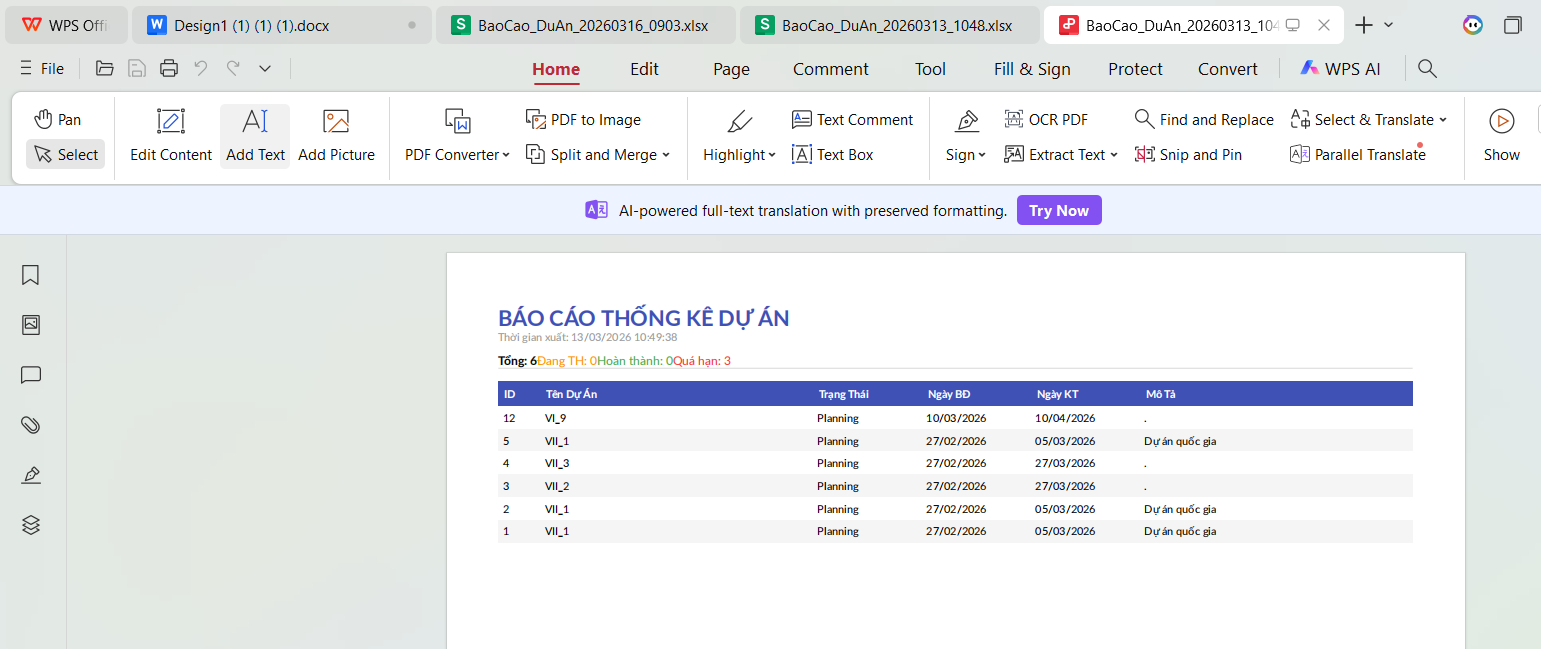 WPS Offi
Design1 (1) (1) (1).docx
BaoCao_DuAn_20260316_0903.xlsx
BaoCao_DuAn_20260313_1048.xlsx
BaoCao_DuAn_20260313_104
File
Home Edit Page Comment Tool Fill & Sign Protect Convert WPS AI
Pan
Select
Edit Content
Add Text
Add Picture
PDF Converter
PDF to Image
Split and Merge
Highlight
Text Comment
Text Box
Sign
OCR PDF
Extract Text
Find and Replace
Snip and Pin
Select & Translate
Parallel Translate
Show
AI-powered full-text translation with preserved formatting. Try Now
BÁO CÁO THỐNG KÊ DỰ ÁN
Thời gian xuất: 13/03/2026 10:49:38
Tổng: 6Đang TH: 0Hoàn thành: 0Quá hạn: 3
ID Tên Dự Án Trạng Thái Ngày BĐ Ngày KT Mô Tả
12 VI_9 Planning 10/03/2026 10/04/2026 .
5 VII_1 Planning 27/02/2026 05/03/2026 Dự án quốc gia
4 VII_3 Planning 27/02/2026 27/03/2026 .
3 VII_2 Planning 27/02/2026 27/03/2026 .
2 VII_1 Planning 27/02/2026 05/03/2026 Dự án quốc gia
1 VII_1 Planning 27/02/2026 05/03/2026 Dự án quốc gia